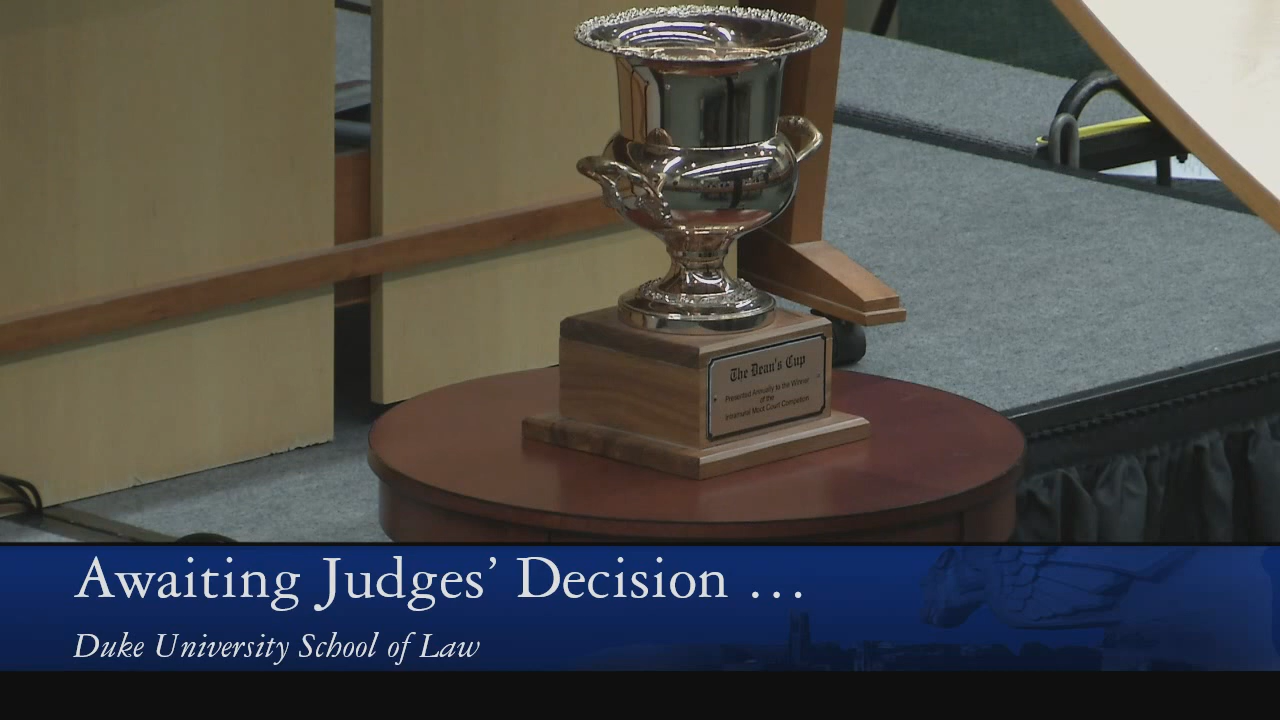 The Dean's Cup
Presented Annually to the Winner
of the
Intramural Moot Court Competition
Awaiting Judges’ Decision …
Duke University School of Law